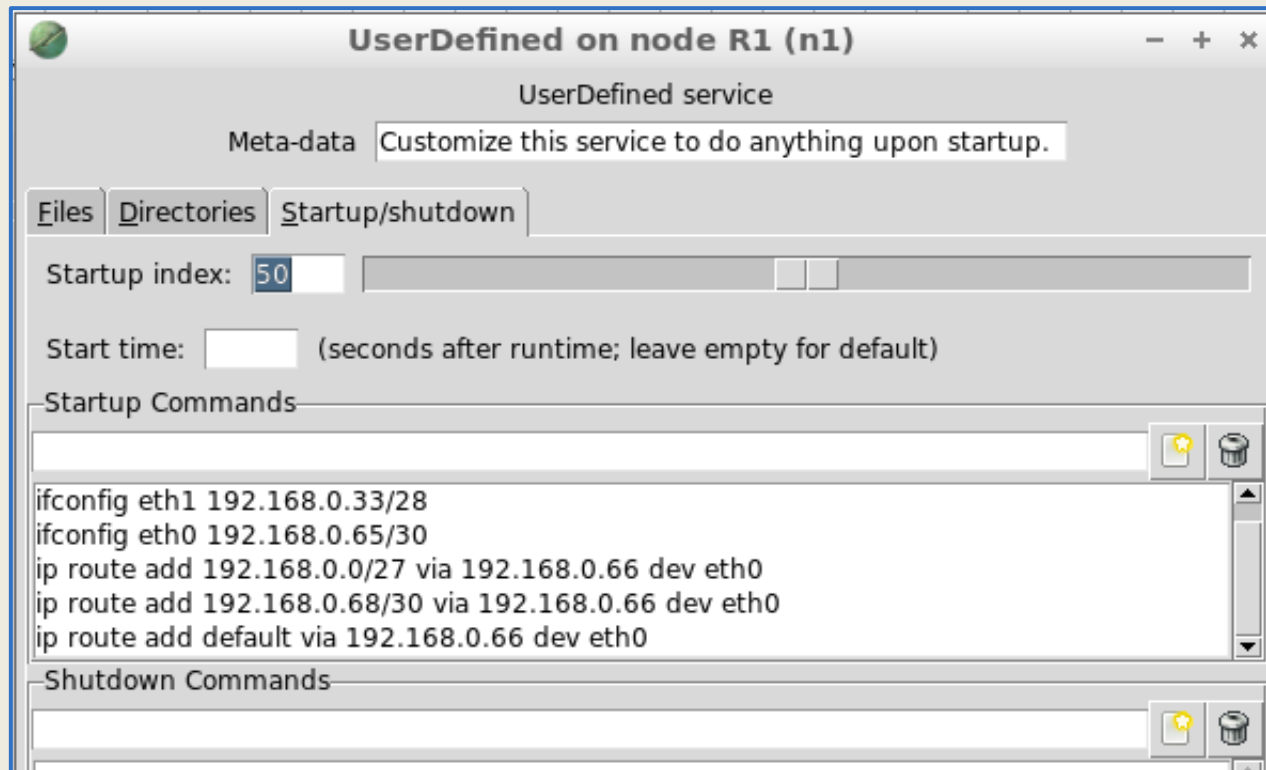 UserDefined on node R1 (n1)
UserDefined service
Meta-data Customize this service to do anything upon startup.
Files Directories Startup/shutdown
Startup index: 50
Start time: (seconds after runtime; leave empty for default)
Startup Commands
ifconfig eth1 192.168.0.33/28
ifconfig eth0 192.168.0.65/30
ip route add 192.168.0.0/27 via 192.168.0.66 dev eth0
ip route add 192.168.0.68/30 via 192.168.0.66 dev eth0
ip route add default via 192.168.0.66 dev eth0
Shutdown Commands